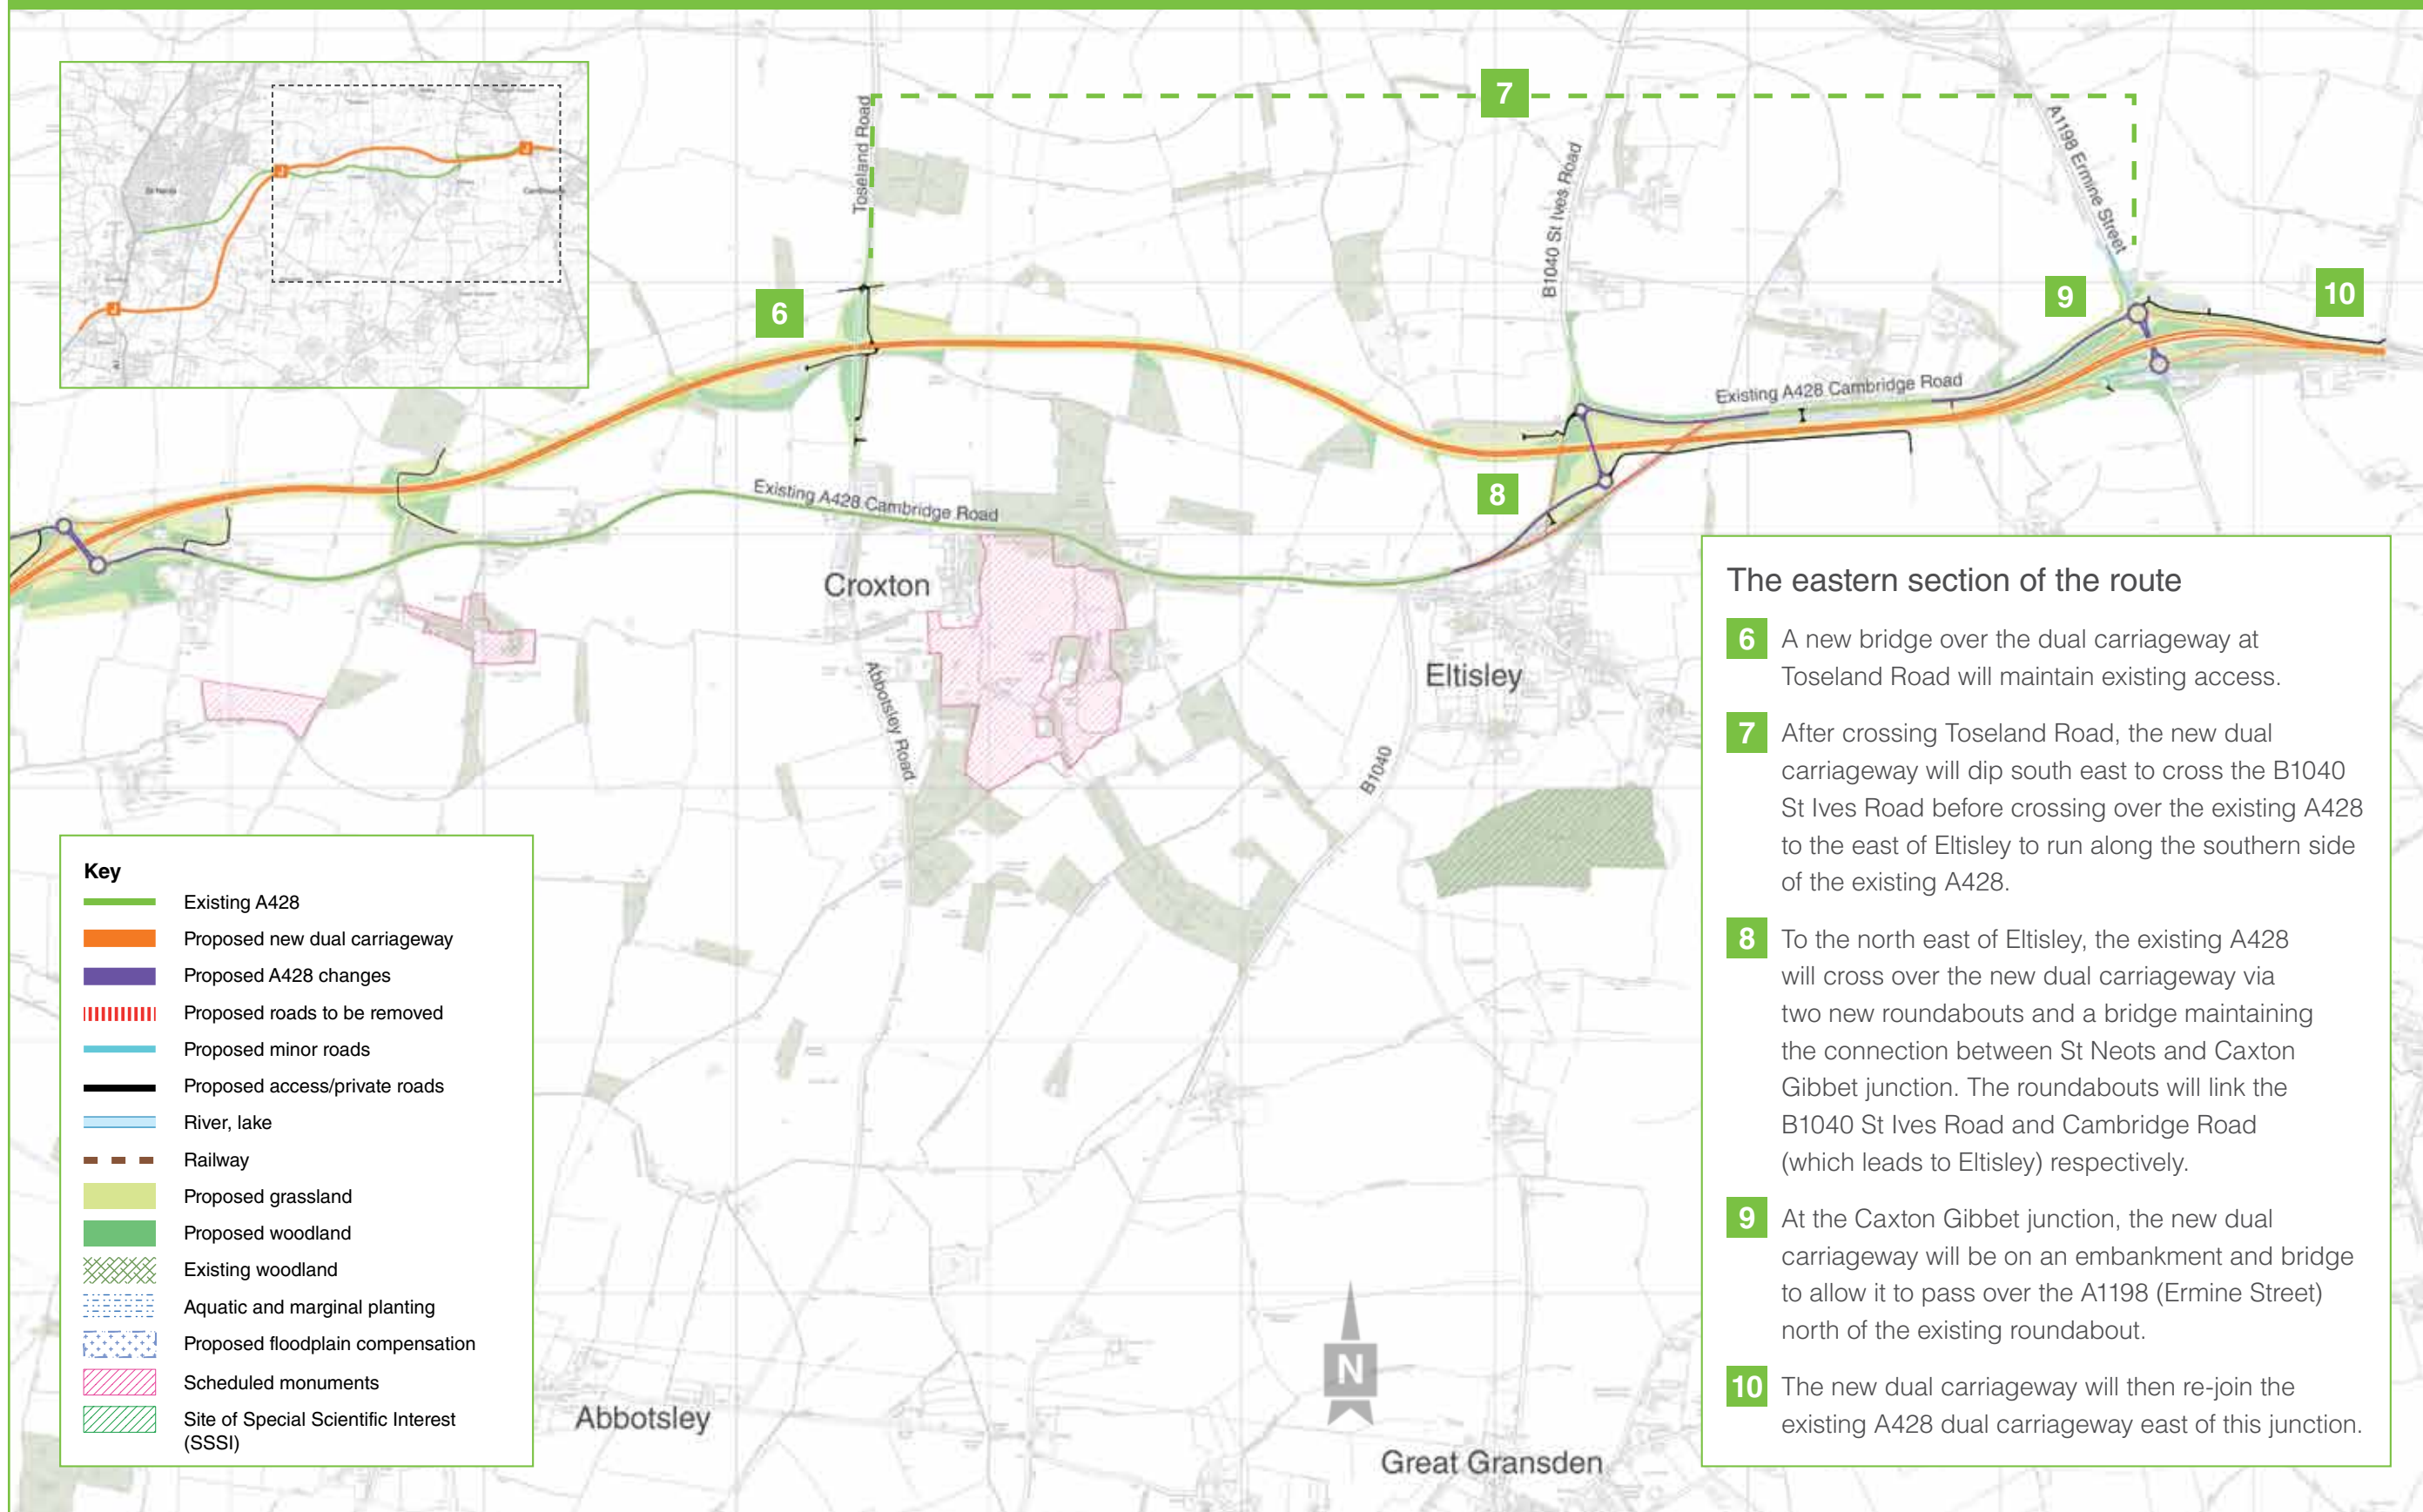 St Neots
Cambourne
Toseland Road
7
B1040 St Ives Road
A1198 Ermine Street
6
9
10
Existing A428 Cambridge Road
8
Existing A428 Cambridge Road
Croxton
Eltisley
Abbotsley Road
B1040
Abbotsley
Great Gransden
N
Key
Existing A428
Proposed new dual carriageway
Proposed A428 changes
Proposed roads to be removed
Proposed minor roads
Proposed access/private roads
River, lake
Railway
Proposed grassland
Proposed woodland
Existing woodland
Aquatic and marginal planting
Proposed floodplain compensation
Scheduled monuments
Site of Special Scientific Interest
(SSSI)
The eastern section of the route
6 A new bridge over the dual carriageway at
Toseland Road will maintain existing access.
7 After crossing Toseland Road, the new dual
carriageway will dip south east to cross the B1040
St Ives Road before crossing over the existing A428
to the east of Eltisley to run along the southern side
of the existing A428.
8 To the north east of Eltisley, the existing A428
will cross over the new dual carriageway via
two new roundabouts and a bridge maintaining
the connection between St Neots and Caxton
Gibbet junction. The roundabouts will link the
B1040 St Ives Road and Cambridge Road
(which leads to Eltisley) respectively.
9 At the Caxton Gibbet junction, the new dual
carriageway will be on an embankment and bridge
to allow it to pass over the A1198 (Ermine Street)
north of the existing roundabout.
10 The new dual carriageway will then re-join the
existing A428 dual carriageway east of this junction.